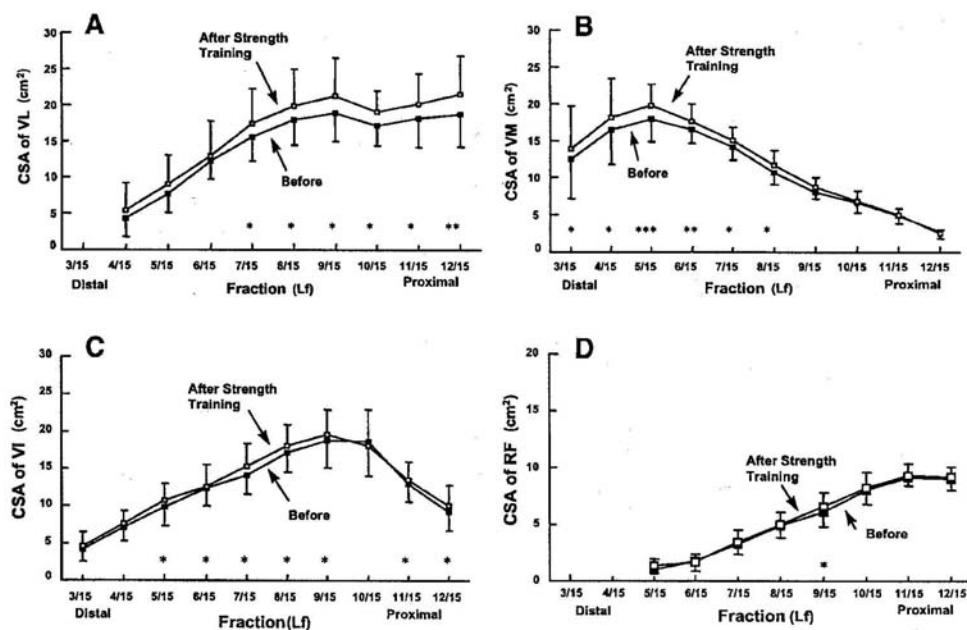 A
CSA of VL (cm²)
30
25
20
15
10
5
0
After Strength
Training
Before
* * * * * **
3/15 4/15 5/15 6/15 7/15 8/15 9/15 10/15 11/15 12/15
Distal Fraction (Lf) Proximal
B
CSA of VM (cm²)
30
25
20
15
10
5
0
After Strength
Training
Before
* * *** ** * *
3/15 4/15 5/15 6/15 7/15 8/15 9/15 10/15 11/15 12/15
Distal Fraction (Lf) Proximal
C
CSA of VI (cm²)
30
25
20
15
10
5
0
After Strength
Training
Before
* * * * * * *
3/15 4/15 5/15 6/15 7/15 8/15 9/15 10/15 11/15 12/15
Distal Fraction(Lf) Proximal
D
CSA of RF (cm²)
20
15
10
5
0
After Strength
Training
Before
*
3/15 4/15 5/15 6/15 7/15 8/15 9/15 10/15 11/15 12/15
Distal Fraction (Lf) Proximal